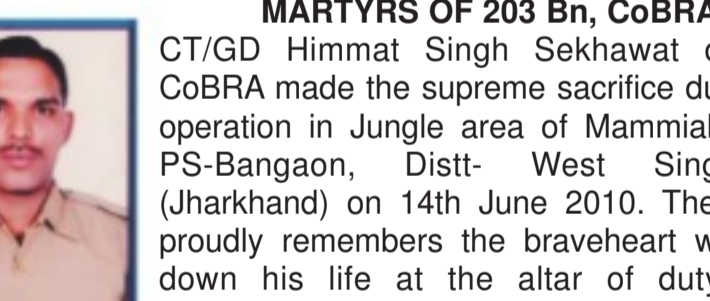 MARTYRS OF 203 Bn, CoBRA
CT/GD Himmat Singh Sekhawat
CoBRA made the supreme sacrifice
operation in Jungle area of
PS-Bangaon, Distt- West
(Jharkhand) on 14th June 2010.
proudly remembers the braveheart
down his life at the altar of duty